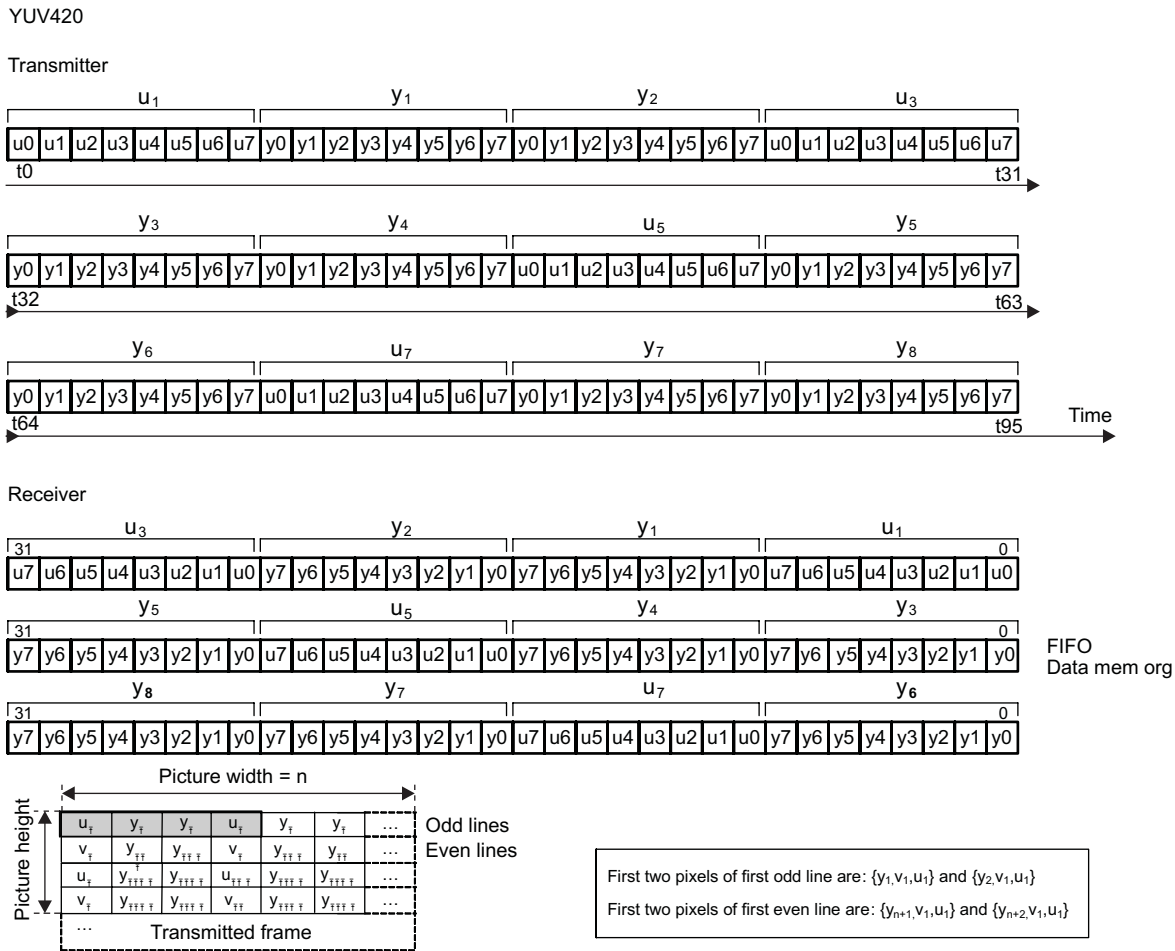 YUV420
Transmitter
u1 y1 y2 u3
u0 u1 u2 u3 u4 u5 u6 u7 y0 y1 y2 y3 y4 y5 y6 y7 y0 y1 y2 y3 y4 y5 y6 y7 u0 u1 u2 u3 u4 u5 u6 u7
t0 t31
y3 y4 u5 y5
y0 y1 y2 y3 y4 y5 y6 y7 y0 y1 y2 y3 y4 y5 y6 y7 u0 u1 u2 u3 u4 u5 u6 u7 y0 y1 y2 y3 y4 y5 y6 y7
t32 t63
y6 u7 y7 y8
y0 y1 y2 y3 y4 y5 y6 y7 u0 u1 u2 u3 u4 u5 u6 u7 y0 y1 y2 y3 y4 y5 y6 y7 y0 y1 y2 y3 y4 y5 y6 y7
t64 t95 Time
Receiver
u3 y2 y1 u1
31 0
u7 u6 u5 u4 u3 u2 u1 u0 y7 y6 y5 y4 y3 y2 y1 y0 y7 y6 y5 y4 y3 y2 y1 y0 u7 u6 u5 u4 u3 u2 u1 u0
y5 u5 y4 y3
31 0
y7 y6 y5 y4 y3 y2 y1 y0 u7 u6 u5 u4 u3 u2 u1 u0 y7 y6 y5 y4 y3 y2 y1 y0 y7 y6 y5 y4 y3 y2 y1 y0
FIFO
Data mem org
y8 y7 u7 y6
31 0
y7 y6 y5 y4 y3 y2 y1 y0 y7 y6 y5 y4 y3 y2 y1 y0 u7 u6 u5 u4 u3 u2 u1 u0 y7 y6 y5 y4 y3 y2 y1 y0
Picture width = n
Picture height
u y y u y y ... Odd lines
v y y v y y ... Even lines
u y y u y y ...
v y y v y y ...
... Transmitted frame
First two pixels of first odd line are: {y1,v1,u1} and {y2,v1,u1}
First two pixels of first even line are: {yn+1,v1,u1} and {yn+2,v1,u1}